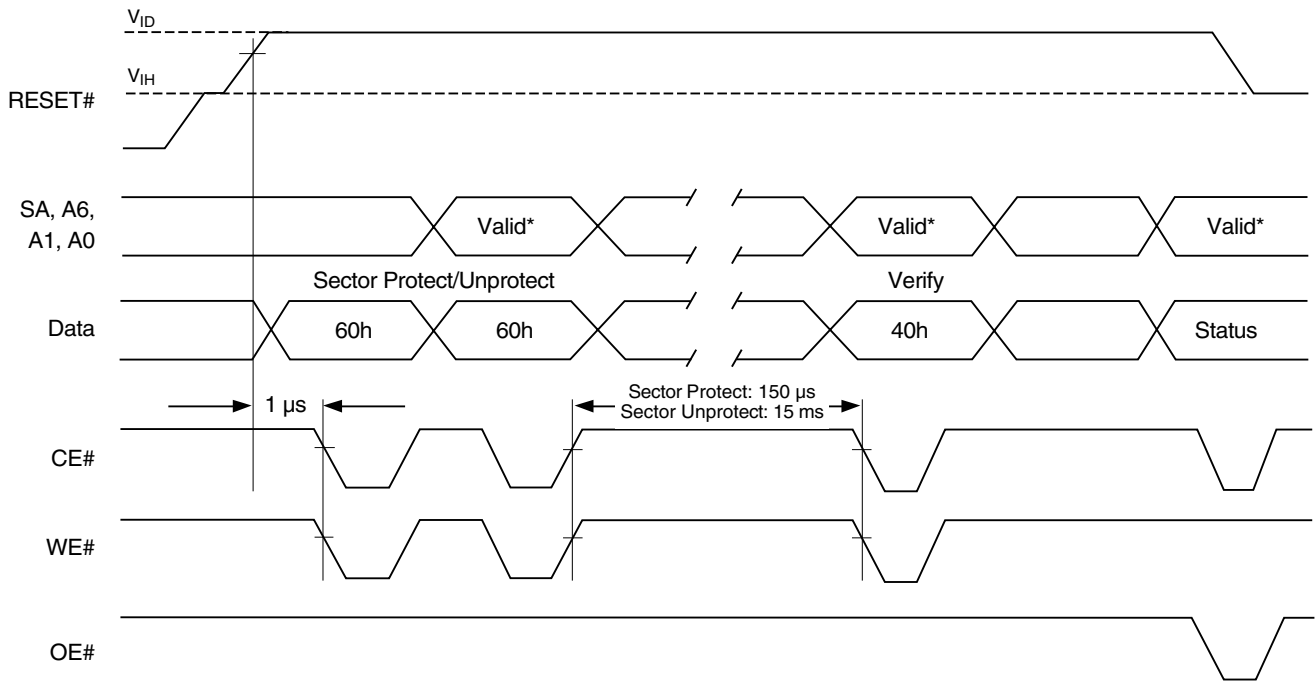 VID
VIH
RESET#
SA, A6,
A1, A0
Valid*
Valid*
Valid*
Sector Protect/Unprotect
Verify
Data
60h
60h
40h
Status
1 µs
Sector Protect: 150 µs
Sector Unprotect: 15 ms
CE#
WE#
OE#